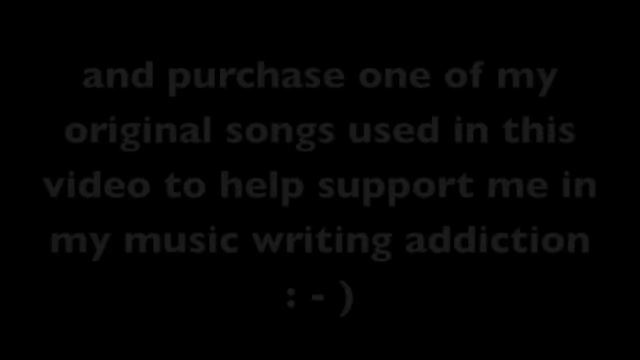 and purchase one of my
original songs used in this
video to help support me in
my music writing addiction
: - )